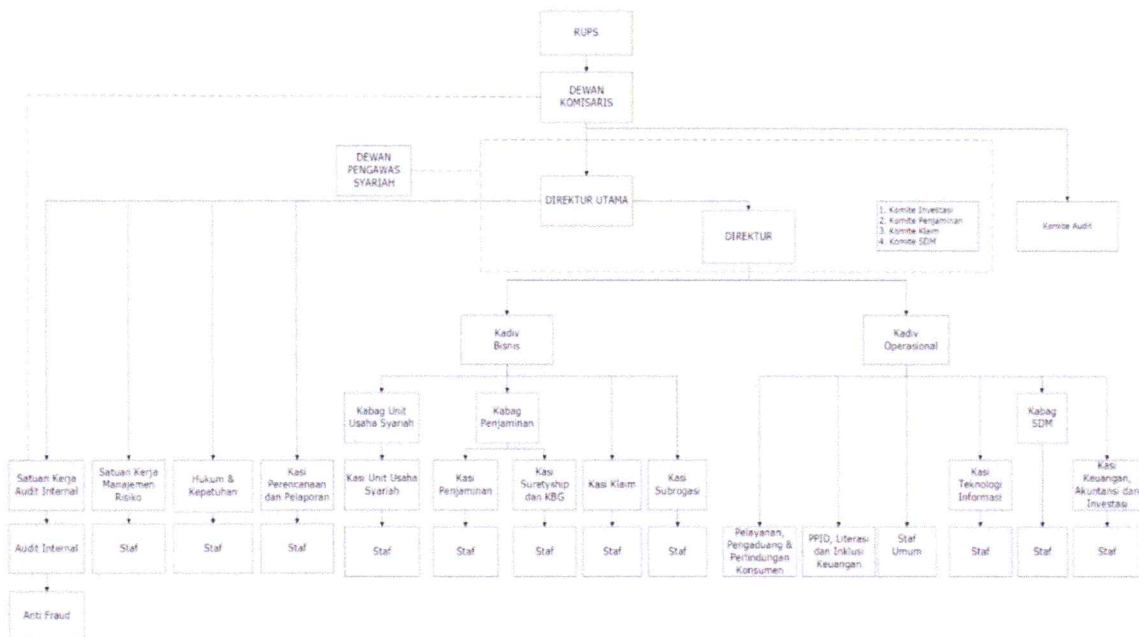 RUPS
DEWAN
KOMISARIS
DEWAN
PENGAWAS
SYARIAH
DIREKTUR UTAMA
DIREKTUR
1. Komite Investasi
2. Komite Penjaminan
3. Komite Klaim
4. Komite SDM
Komite Audit
Kadiv
Bisnis
Kadiv
Operasional
Kabag Unit
Usaha Syariah
Kabag
Penjaminan
Kabag
SDM
Satuan Kerja
Audit Internal
Satuan Kerja
Manajemen
Risiko
Hukum &
Kepatuhan
Kasi
Perencanaan
dan Pelaporan
Kasi Unit Usaha
Syariah
Kasi
Penjaminan
Kasi
Suretyship
dan KBG
Kasi Klaim
Kasi
Subrogasi
Kasi
Teknologi
Informasi
Kasi
Keuangan,
Akuntansi dan
Investasi
Audit Internal
Staf
Staf
Staf
Staf
Staf
Staf
Staf
Staf
Pelayanan,
Pengaduang &
Perlindungan
Konsumen
PPID, Literasi
dan Inklusi
Keuangan
Staf
Umum
Staf
Staf
Staf
Anti Fraud